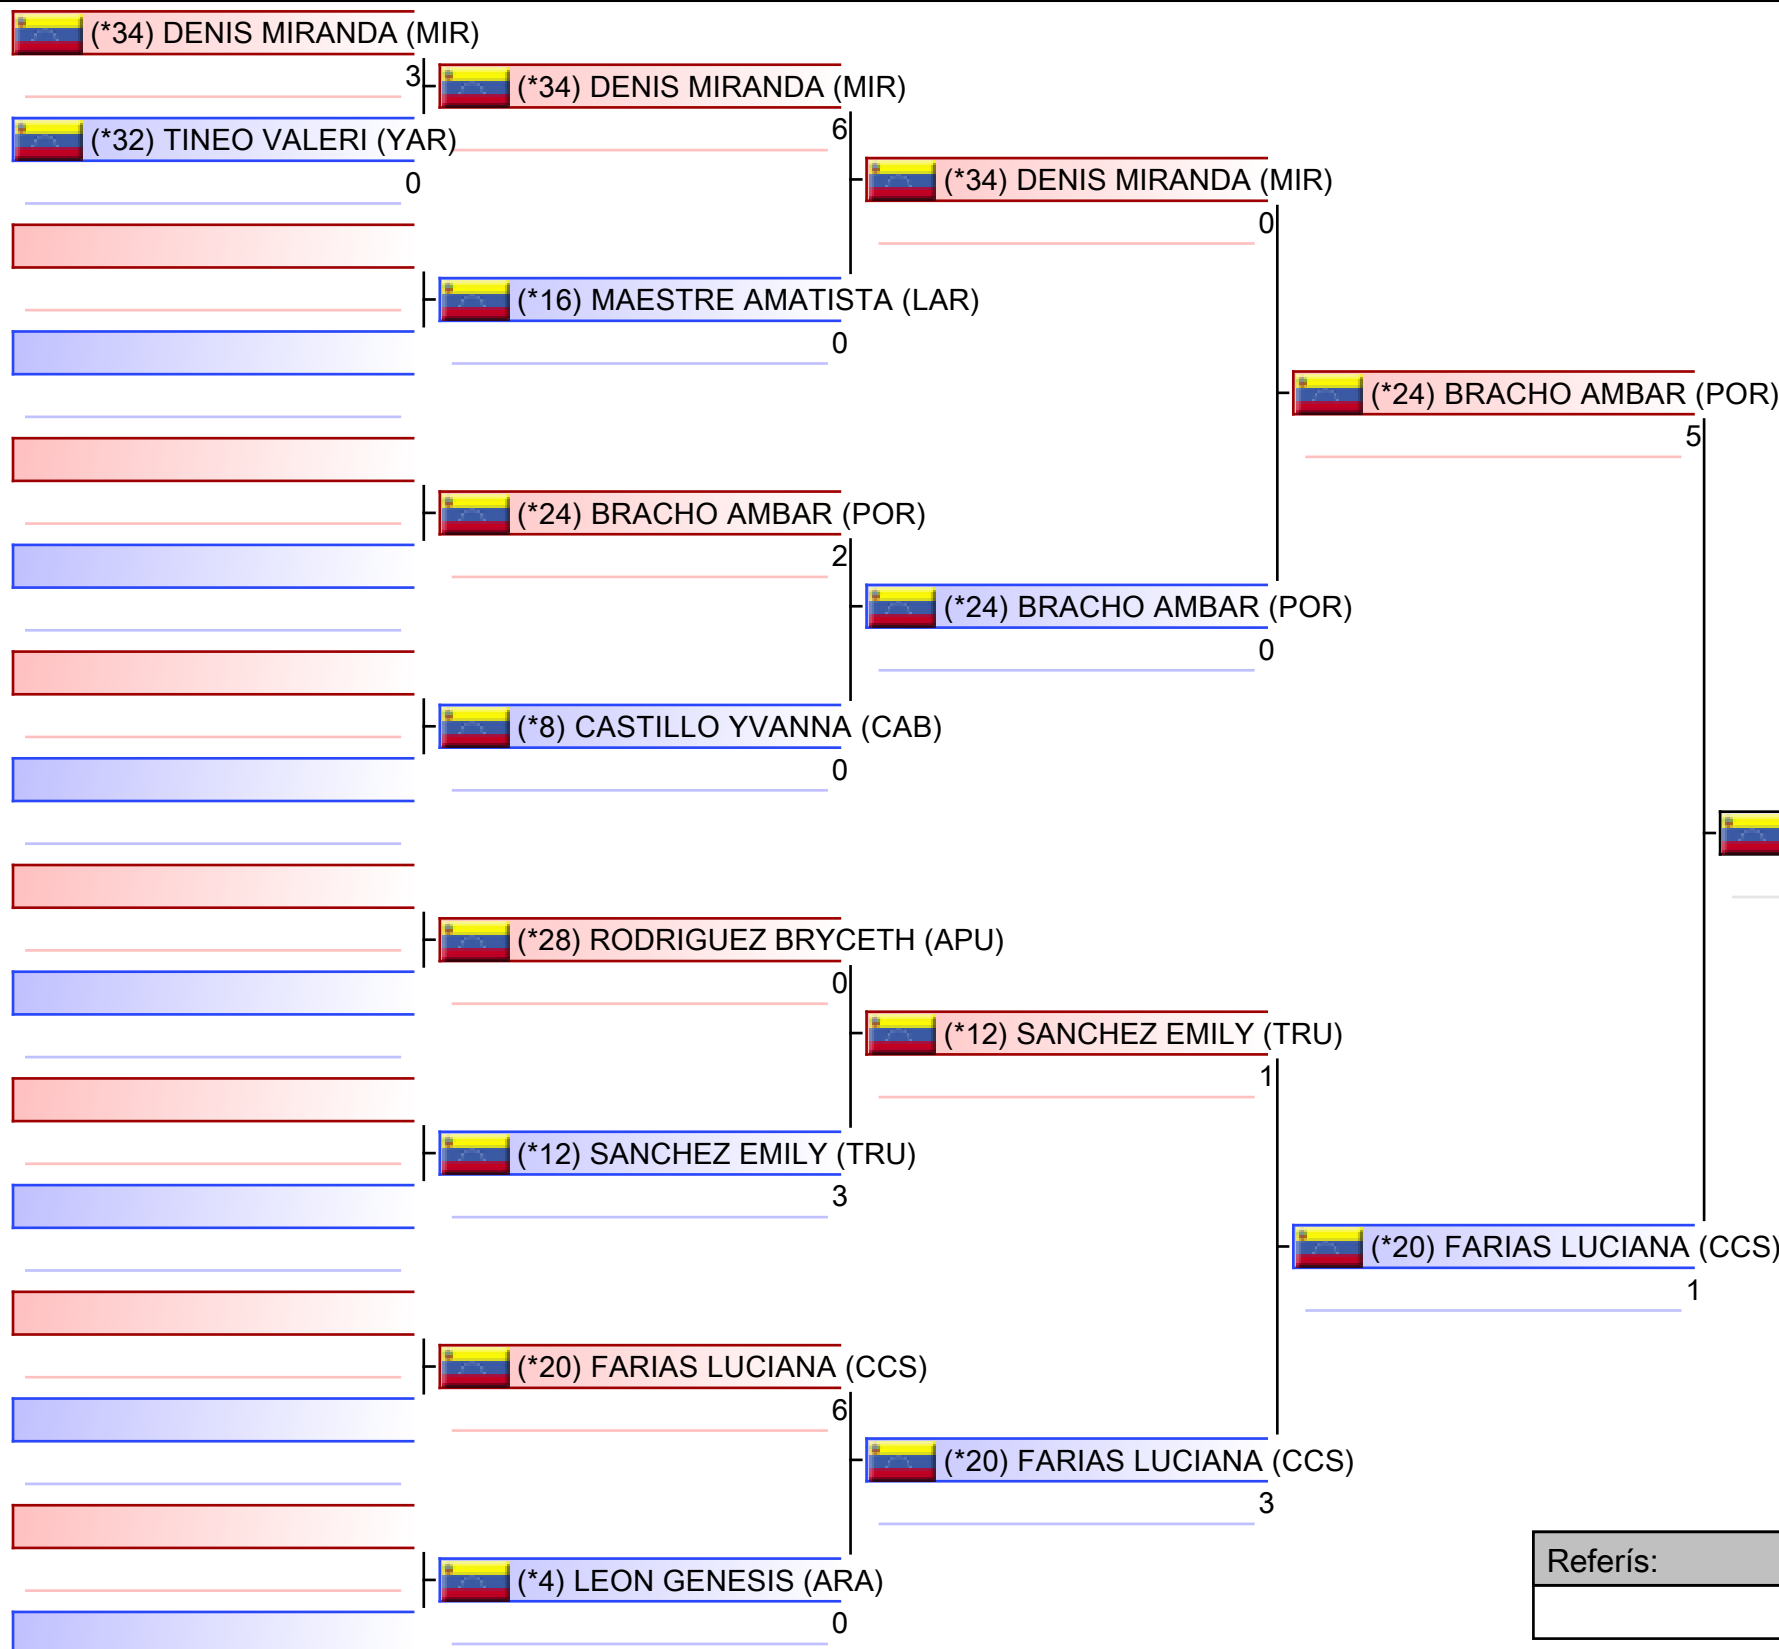 (*34) DENIS MIRANDA (MIR)
3
(*32) TINEO VALERI (YAR)
0
(*34) DENIS MIRANDA (MIR)
6
(*16) MAESTRE AMATISTA (LAR)
0
(*24) BRACHO AMBAR (POR)
2
(*8) CASTILLO YVANNA (CAB)
0
(*28) RODRIGUEZ BRYCETH (APU)
0
(*12) SANCHEZ EMILY (TRU)
3
(*20) FARIAS LUCIANA (CCS)
6
(*4) LEON GENESIS (ARA)
0
(*34) DENIS MIRANDA (MIR)
0
(*24) BRACHO AMBAR (POR)
0
(*12) SANCHEZ EMILY (TRU)
1
(*20) FARIAS LUCIANA (CCS)
3
(*24) BRACHO AMBAR (POR)
5
(*20) FARIAS LUCIANA (CCS)
1
Referís: